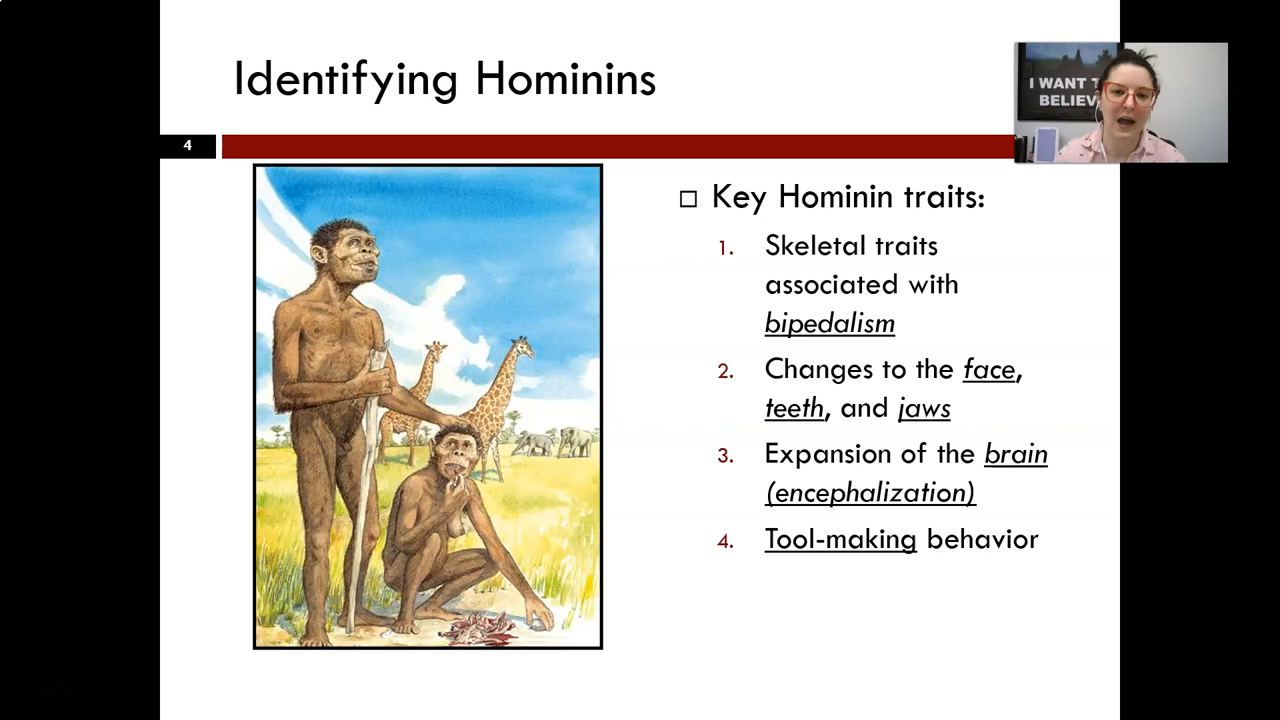 Identifying Hominins
4
I WANT T
BELIEV
Key Hominin traits:
1. Skeletal traits
associated with
bipedalism
2. Changes to the face,
teeth, and jaws
3. Expansion of the brain
(encephalization)
4. Tool-making behavior